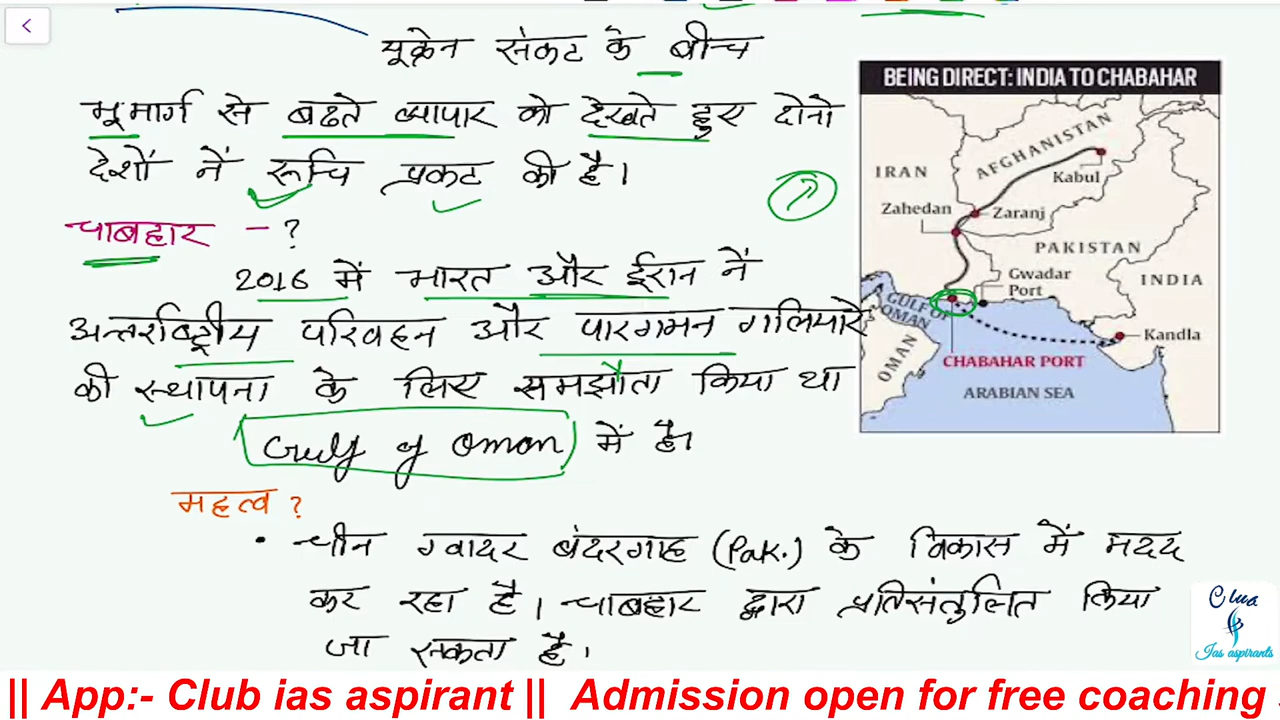 यूक्रेन संकट के बीच
भूमार्ग से बढते व्यापार को देखते हुए दोनो
देशों नें रूचि प्रकट की है।
चाबहार - ?
2016 में भारत और ईरान नें
अन्तर्राष्ट्रीय परिवहन और पारगमन गलियारे
की स्थापना के लिए समझौता किया था
Gulf of Oman में है।
महत्व ?
• चीन ग्वादर बंदरगाह (Pak.) के विकास में मदद
कर रहा है। चाबहार द्वारा प्रतिसंतुलित किया
जा सकता है।
BEING DIRECT: INDIA TO CHABAHAR
AFGHANISTAN
IRAN
Kabul
Zahedan
Zaranj
PAKISTAN
Gwadar
Port
INDIA
GULF OF
OMAN
Kandla
OMAN
CHABAHAR PORT
ARABIAN SEA
Club
Ias aspirants
|| App:- Club ias aspirant || Admission open for free coaching